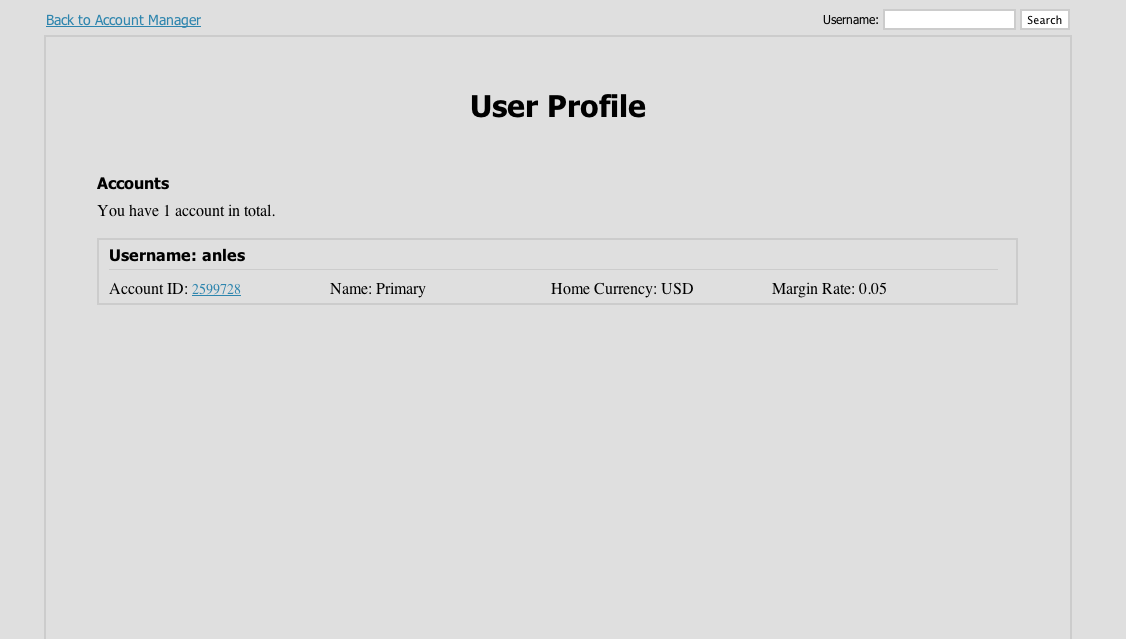 Back to Account Manager Username: Search
User Profile
Accounts
You have 1 account in total.
Username: anles
Account ID: 2599728 Name: Primary Home Currency: USD Margin Rate: 0.05